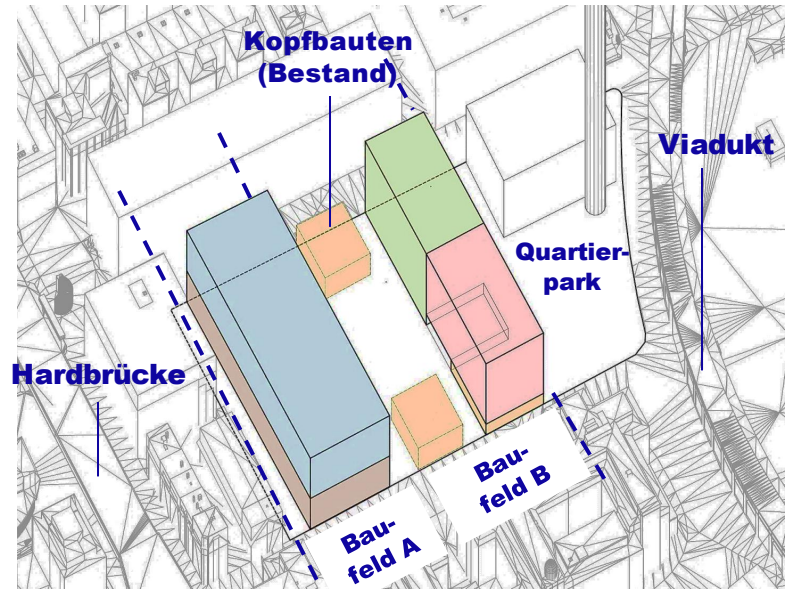 Kopfbauten
(Bestand)
Viadukt
Quartier-
park
Hardbrücke
Bau-
feld B
Bau-
feld A